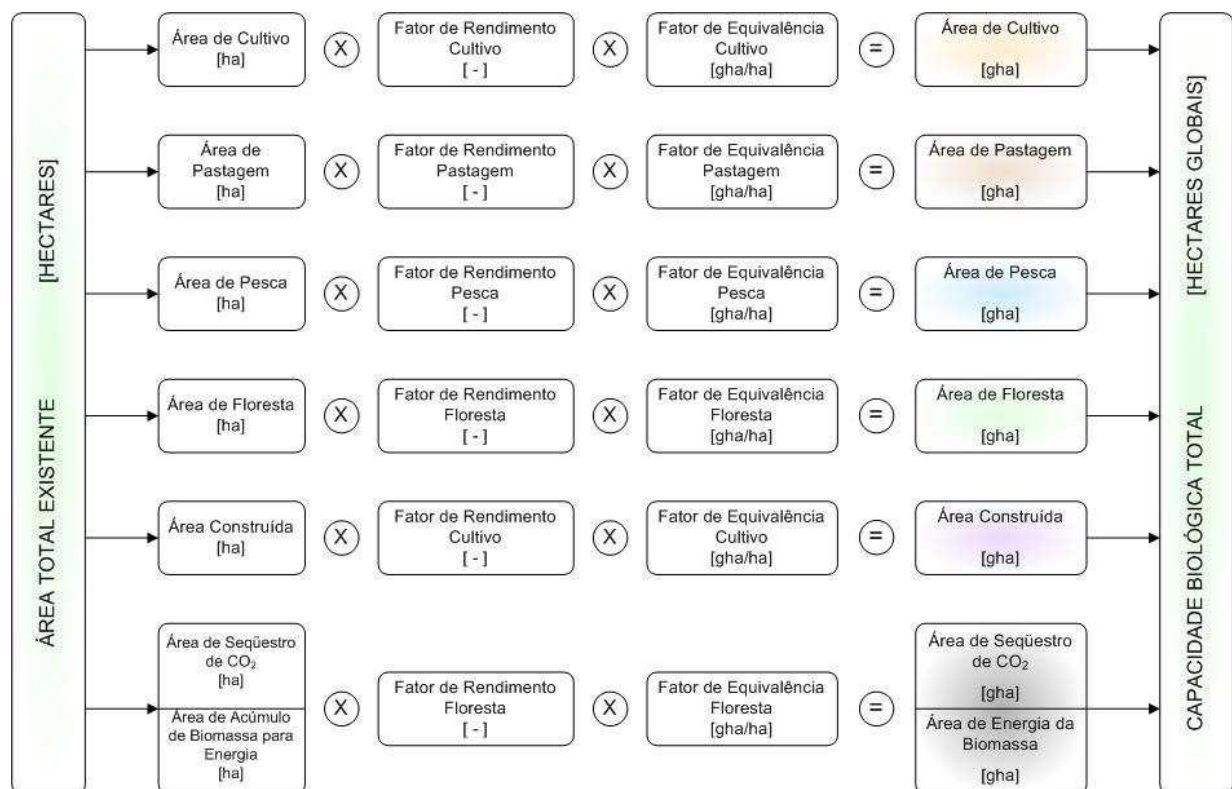 ÁREA TOTAL EXISTENTE [HECTARES]
Área de Cultivo
[ha]
X
Fator de Rendimento
Cultivo
[ - ]
X
Fator de Equivalência
Cultivo
[gha/ha]
=
Área de Cultivo
[gha]
Área de
Pastagem
[ha]
X
Fator de Rendimento
Pastagem
[ - ]
X
Fator de Equivalência
Pastagem
[gha/ha]
=
Área de Pastagem
[gha]
Área de Pesca
[ha]
X
Fator de Rendimento
Pesca
[ - ]
X
Fator de Equivalência
Pesca
[gha/ha]
=
Área de Pesca
[gha]
Área de Floresta
[ha]
X
Fator de Rendimento
Floresta
[ - ]
X
Fator de Equivalência
Floresta
[gha/ha]
=
Área de Floresta
[gha]
Área Construída
[ha]
X
Fator de Rendimento
Cultivo
[ - ]
X
Fator de Equivalência
Cultivo
[gha/ha]
=
Área Construída
[gha]
Área de Seqüestro
de CO₂
[ha]
Área de Acúmulo
de Biomassa para
Energia
[ha]
X
Fator de Rendimento
Floresta
[ - ]
X
Fator de Equivalência
Floresta
[gha/ha]
=
Área de Seqüestro
de CO₂
[gha]
Área de Energia da
Biomassa
[gha]
CAPACIDADE BIOLÓGICA TOTAL [HECTARES GLOBAIS]